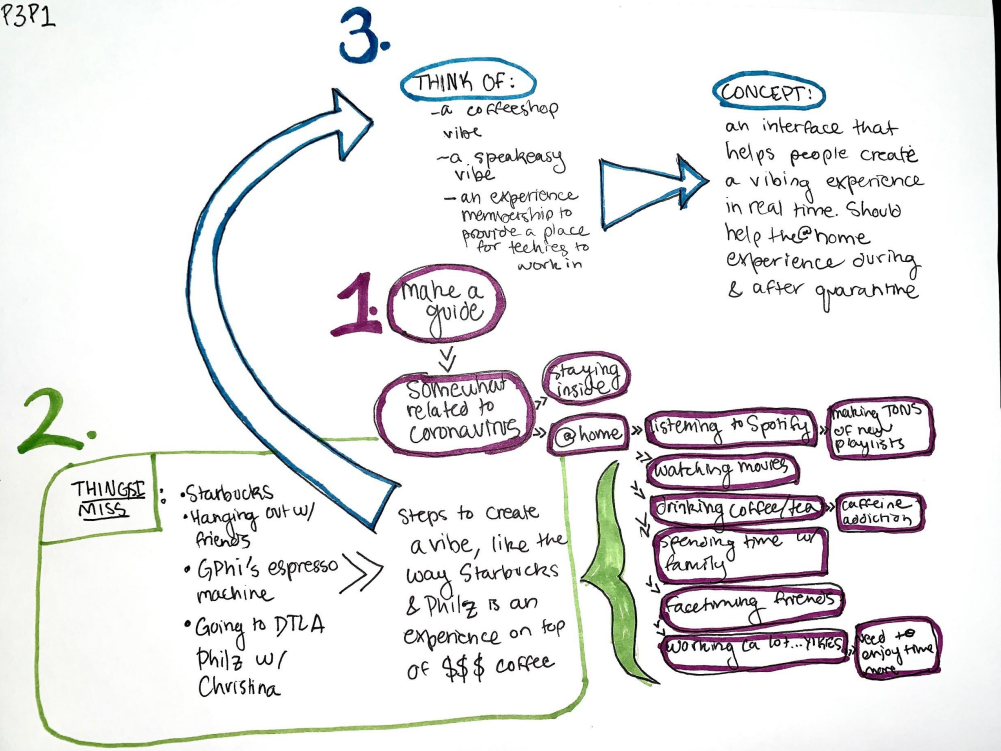 P3P1
3.
THINK OF:
-a coffeeshop
vibe
-a speakeasy
vibe
-an experience
membership to
provide a place
for techies to
work in
CONCEPT:
an interface that
helps people create
a vibing experience
in real time. Should
help the @home
experience during
& after quarantine
1.
make a
guide
Somewhat
related to
coronavirus
staying
inside
@home
listening to Spotify
making TONS
of new
playlists
watching movies
drinking coffee/tea
caffeine
addiction
spending time w/
family
facetiming friends
working (a lot...yikes
need to
enjoy time
more
2.
THINGS I
MISS
:
•Starbucks
•Hanging out w/
friends
•GPhi's espresso
machine
•Going to DTLA
Philz w/
Christina
Steps to create
a vibe, like the
way Starbucks
& Philz is an
experience on top
of $$$ coffee